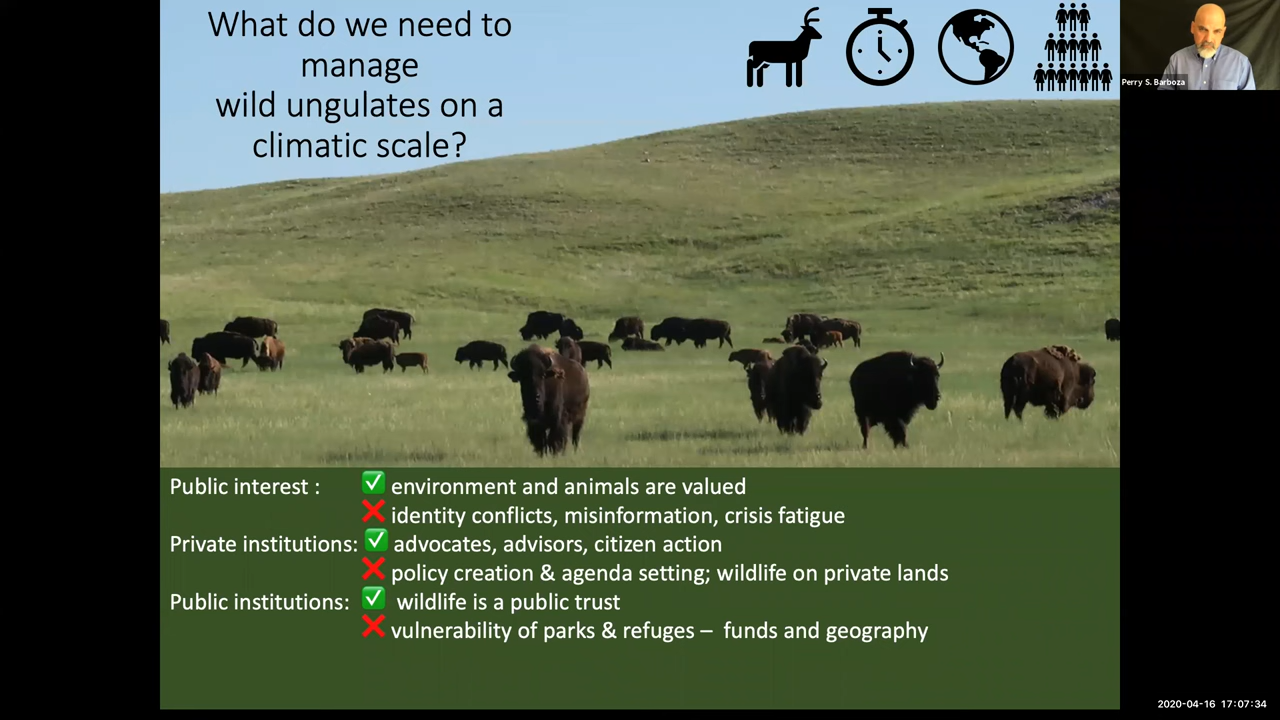 What do we need to
manage
wild ungulates on a
climatic scale?
Perry S. Barboza
Public interest : ✅ environment and animals are valued
❌ identity conflicts, misinformation, crisis fatigue
Private institutions: ✅ advocates, advisors, citizen action
❌ policy creation & agenda setting; wildlife on private lands
Public institutions: ✅ wildlife is a public trust
❌ vulnerability of parks & refuges – funds and geography
2020-04-16 17:07:34